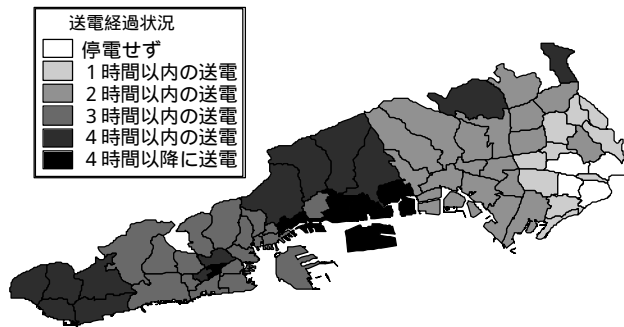 送電経過状況
停電せず
１時間以内の送電
２時間以内の送電
３時間以内の送電
４時間以内の送電
４時間以降に送電